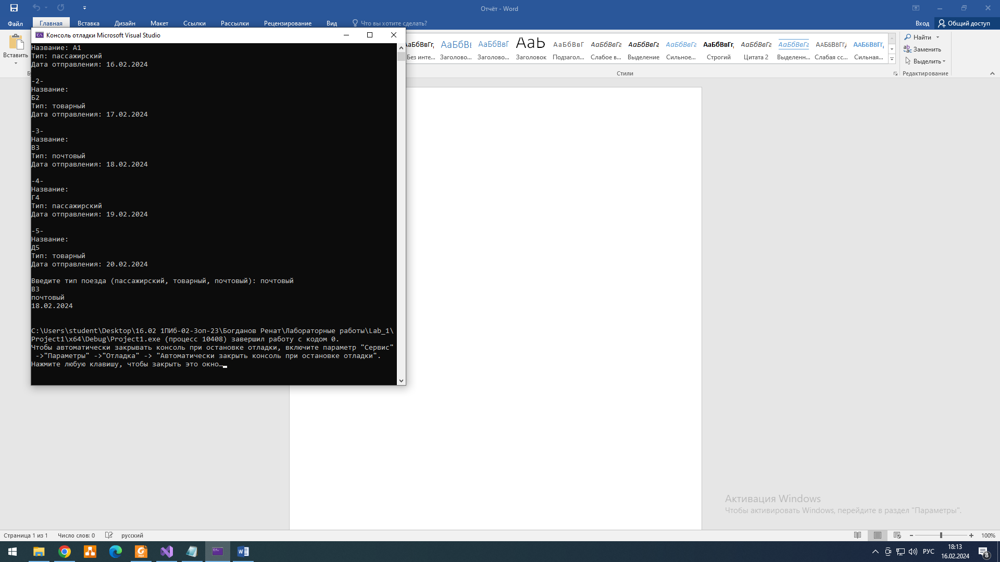 Отчёт - Word
Файл Главная Вставка Дизайн Макет Ссылки Рассылки Рецензирование Вид Что вы хотите сделать? Вход Общий доступ
Консоль отладки Microsoft Visual Studio
Вставить
АаБбВвГг, АаБбВв АаБбВвГ АаЬ АаБбВвГ АаБбВвГг АаБбВвГг АаБбВвГг АаБбВвГг, АаБбВвГг АаБбВвГг ААББВВГГД ААББВВГГ,
Без инте... Заголово... Заголово... Заголовок Подзагол... Слабое в... Выделение Сильное... Строгий Цитата 2 Выделенн... Слабая сс... Сильная...
Стили
Найти
Заменить
Выделить
Редактирование
Название: А1
Тип: пассажирский
Дата отправления: 16.02.2024
-2-
Название:
Б2
Тип: товарный
Дата отправления: 17.02.2024
-3-
Название:
В3
Тип: почтовый
Дата отправления: 18.02.2024
-4-
Название:
Г4
Тип: пассажирский
Дата отправления: 19.02.2024
-5-
Название:
Д5
Тип: товарный
Дата отправления: 20.02.2024
Введите тип поезда (пассажирский, товарный, почтовый): почтовый
В3
почтовый
18.02.2024
C:\Users\student\Desktop\16.02 1ПИб-02-3оп-23\Богданов Ренат\Лабораторные работы\Lab_1\
Project1\x64\Debug\Project1.exe (процесс 10408) завершил работу с кодом 0.
Чтобы автоматически закрывать консоль при остановке отладки, включите параметр "Сервис"
->"Параметры" ->"Отладка" -> "Автоматически закрыть консоль при остановке отладки".
Нажмите любую клавишу, чтобы закрыть это окно…
Активация Windows
Чтобы активировать Windows, перейдите в раздел "Параметры".
Страница 1 из 1 Число слов: 0 русский 100%
РУС
18:13
16.02.2024
8